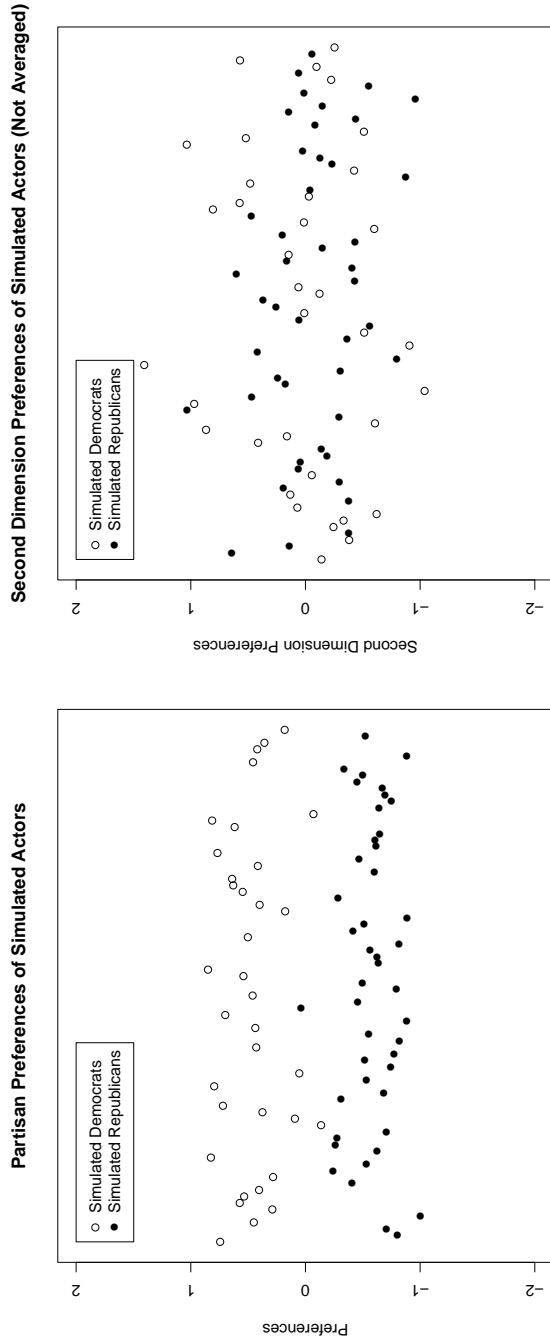 Partisan Preferences of Simulated Actors
Simulated Democrats
Simulated Republicans
Preferences
2
1
0
−1
−2
Second Dimension Preferences of Simulated Actors (Not Averaged)
Simulated Democrats
Simulated Republicans
Second Dimension Preferences
2
1
0
−1
−2